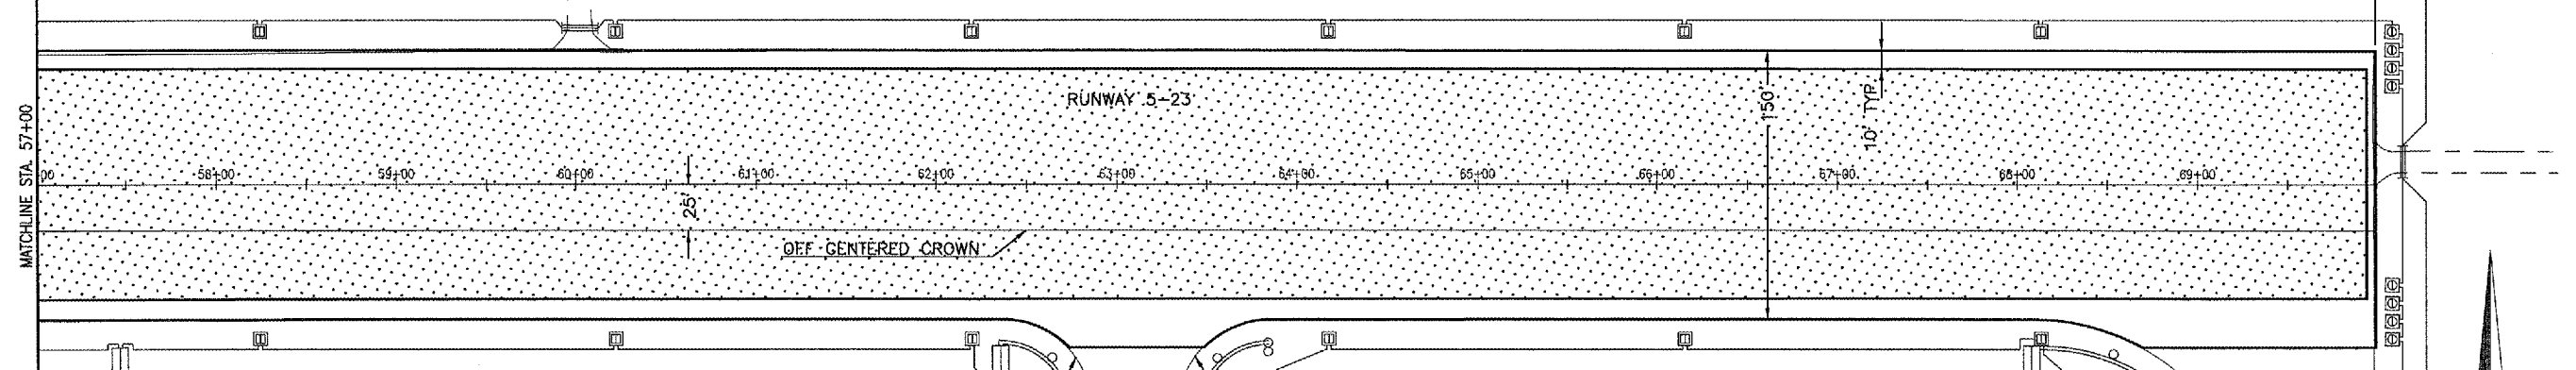 RUNWAY 5-23
150'
10' TYP.
MATCHLINE STA. 57+00
00 58+00 59+00 60+00 61+00 62+00 63+00 64+00 65+00 66+00 67+00 68+00 69+00
25'
OFF CENTERED CROWN